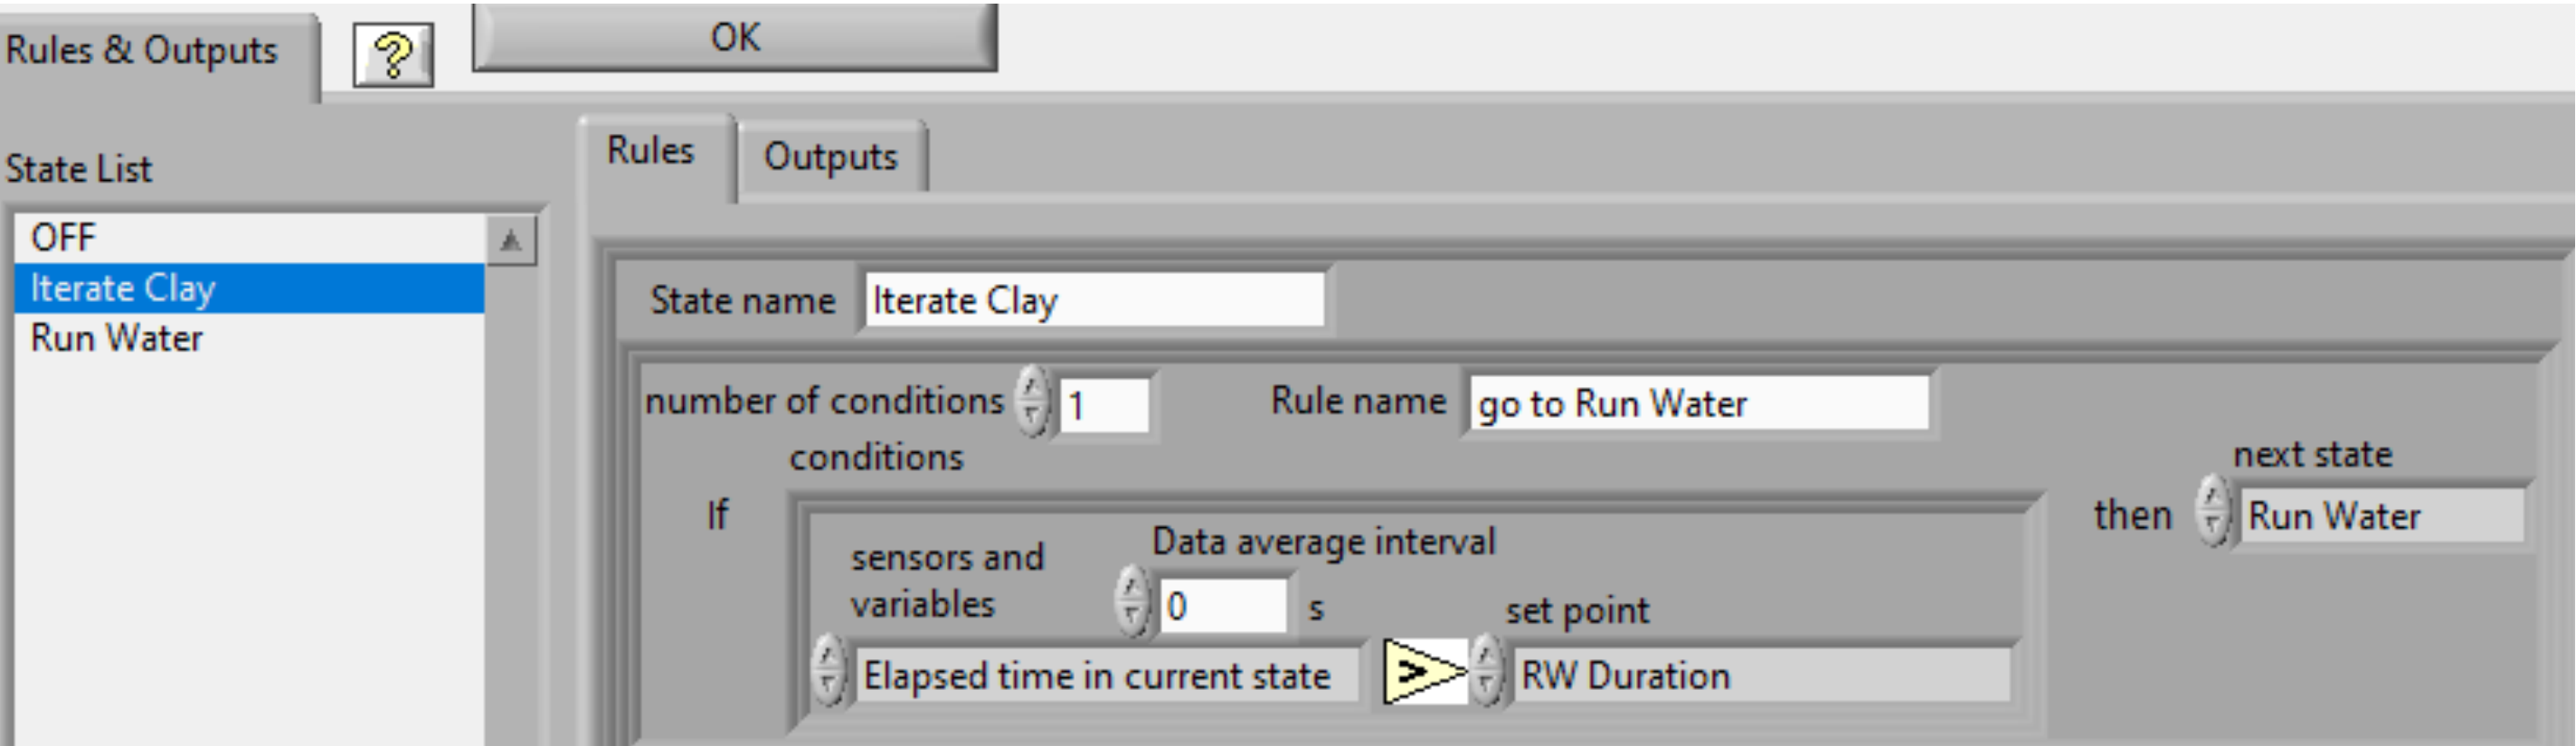 Rules & Outputs
?
OK
State List
OFF
Iterate Clay
Run Water
Rules
Outputs
State name
Iterate Clay
number of conditions
1
Rule name
go to Run Water
conditions
If
sensors and
variables
Data average interval
0
s
Elapsed time in current state
>
set point
RW Duration
then
next state
Run Water